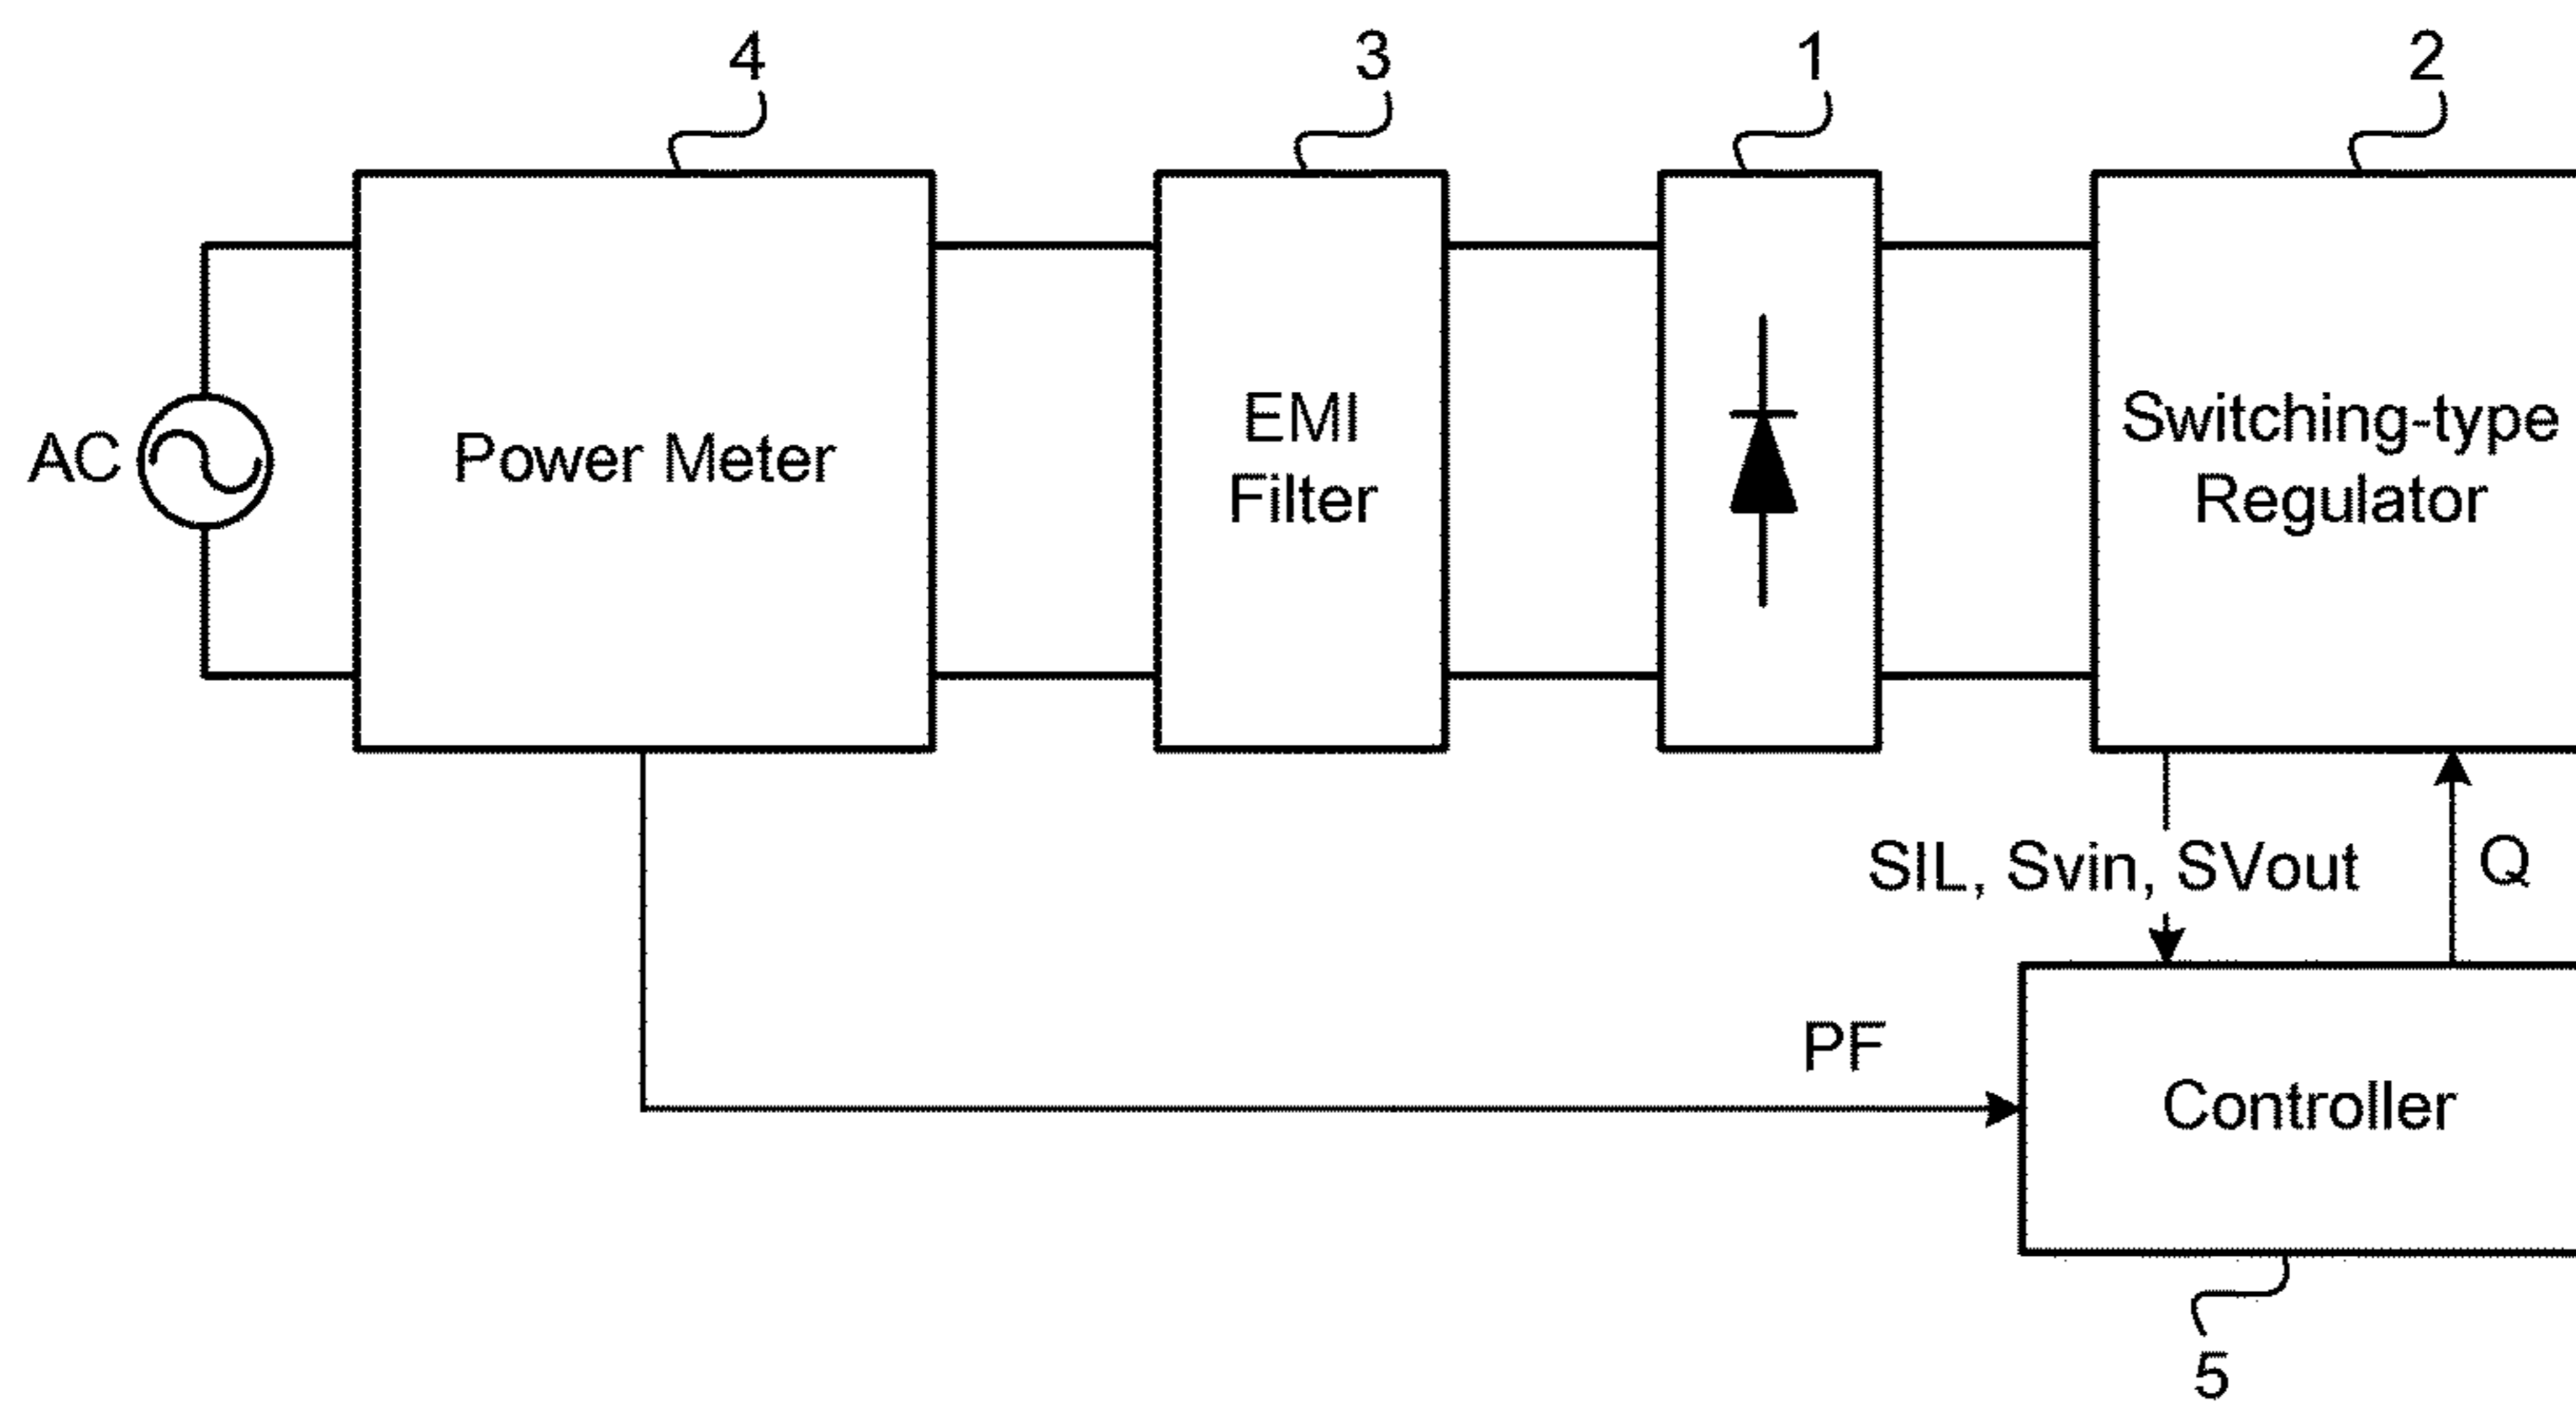 4
3
1
2
AC
Power Meter
EMI
Filter
Switching-type
Regulator
SIL, Svin, SVout
Q
PF
Controller
5